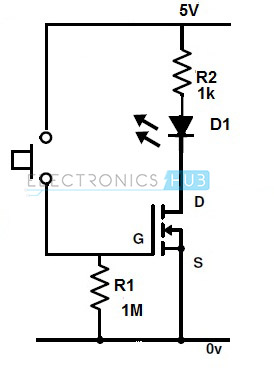 5V
R2
1k
D1
ELECTRONICS HUB
D
G
S
R1
1M
0v